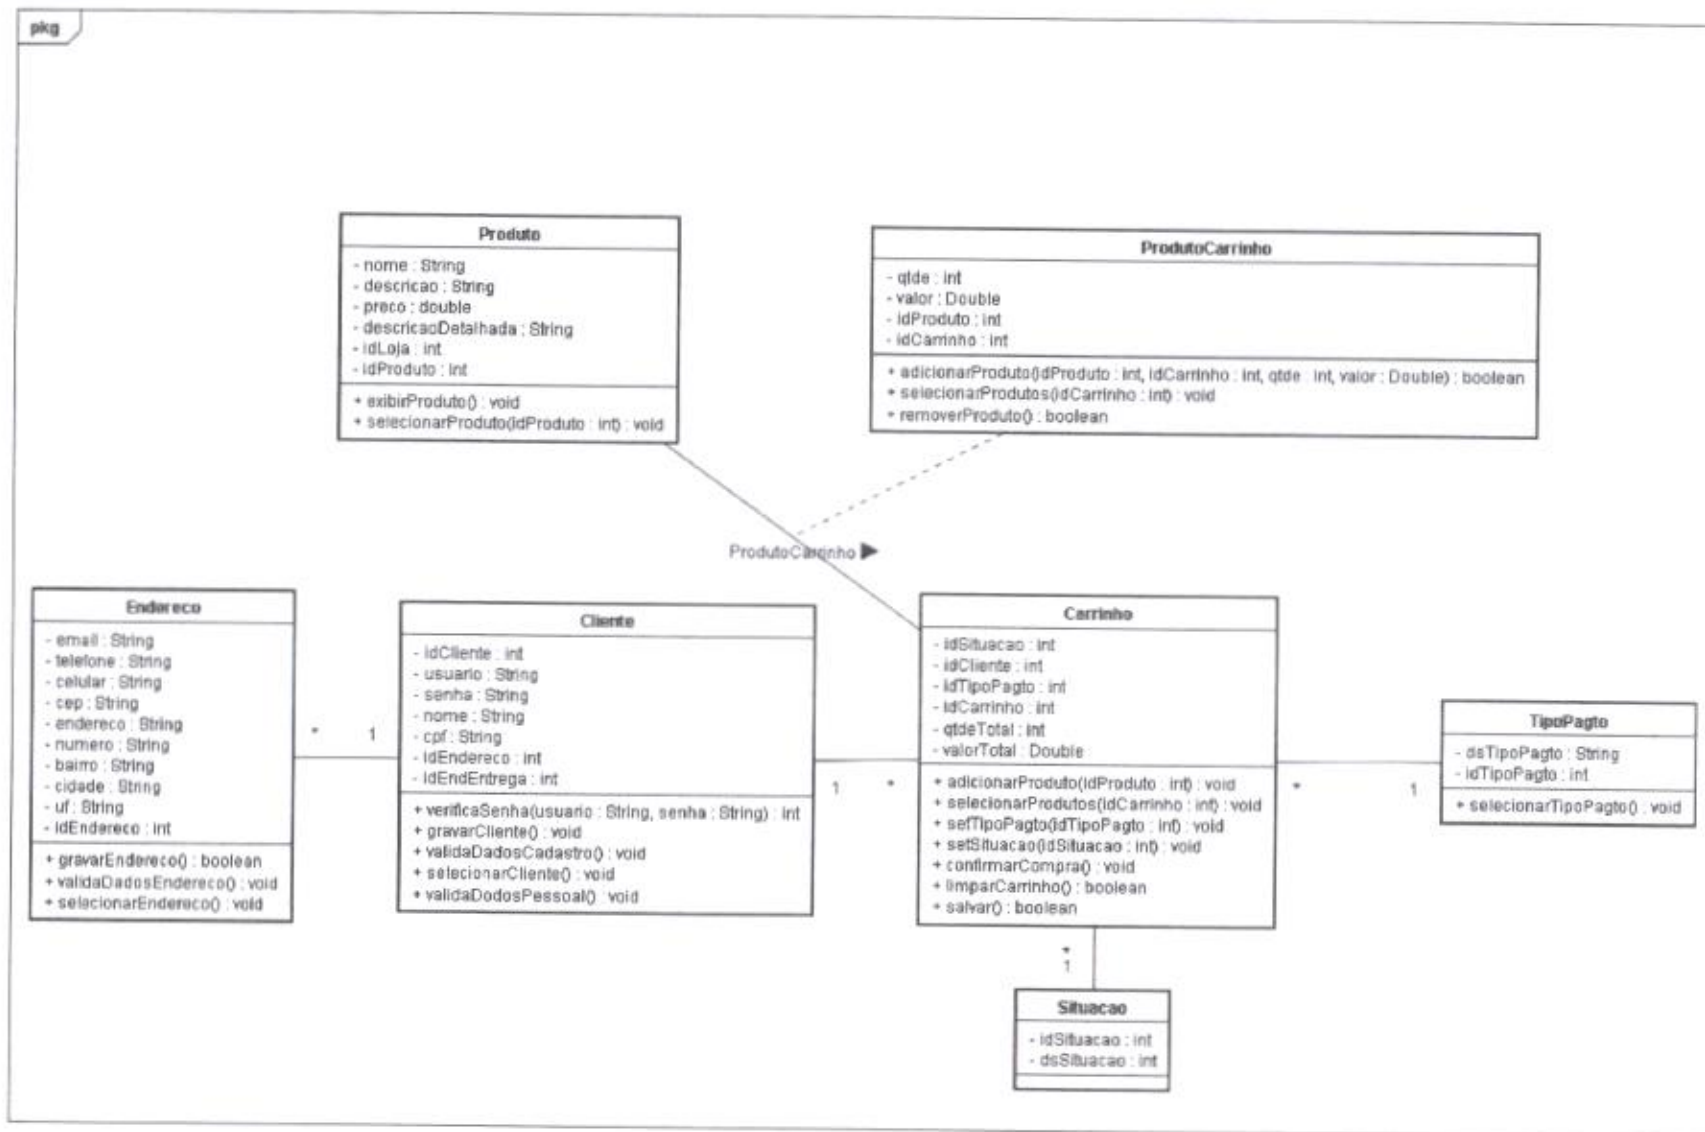 pkg
Produto
- nome : String
- descricao : String
- preco : double
- descricaoDetalhada : String
- idLoja : int
- idProduto : int
+ exibirProduto() : void
+ selecionarProduto(idProduto : int) : void
ProdutoCarrinho
- qtde : int
- valor : Double
- idProduto : int
- idCarrinho : int
+ adicionarProduto(idProduto : int, idCarrinho : int, qtde : int, valor : Double) : boolean
+ selecionarProdutos(idCarrinho : int) : void
+ removerProduto() : boolean
ProdutoCarrinho ▶
Endereco
- email : String
- telefone : String
- celular : String
- cep : String
- endereco : String
- numero : String
- bairro : String
- cidade : String
- uf : String
- idEndereco : int
+ gravarEndereco() : boolean
+ validaDadosEndereco() : void
+ selecionarEndereco() : void
* 1
Cliente
- idCliente : int
- usuario : String
- senha : String
- nome : String
- cpf : String
- idEndereco : int
- idEndEntrega : int
+ verificaSenha(usuario : String, senha : String) : int
+ gravarCliente() : void
+ validaDadosCadastro() : void
+ selecionarCliente() : void
+ validaDodosPessoal() : void
1 *
Carrinho
- idSituacao : int
- idCliente : int
- idTipoPagto : int
- idCarrinho : int
- qtdeTotal : int
- valorTotal : Double
+ adicionarProduto(idProduto : int) : void
+ selecionarProdutos(idCarrinho : int) : void
+ setTipoPagto(idTipoPagto : int) : void
+ setSituacao(idSituacao : int) : void
+ confirmarCompra() : void
+ limparCarrinho() : boolean
+ salvar() : boolean
* 1
TipoPagto
- dsTipoPagto : String
- idTipoPagto : int
+ selecionarTipoPagto() : void
*
1
Situacao
- idSituacao : int
- dsSituacao : int